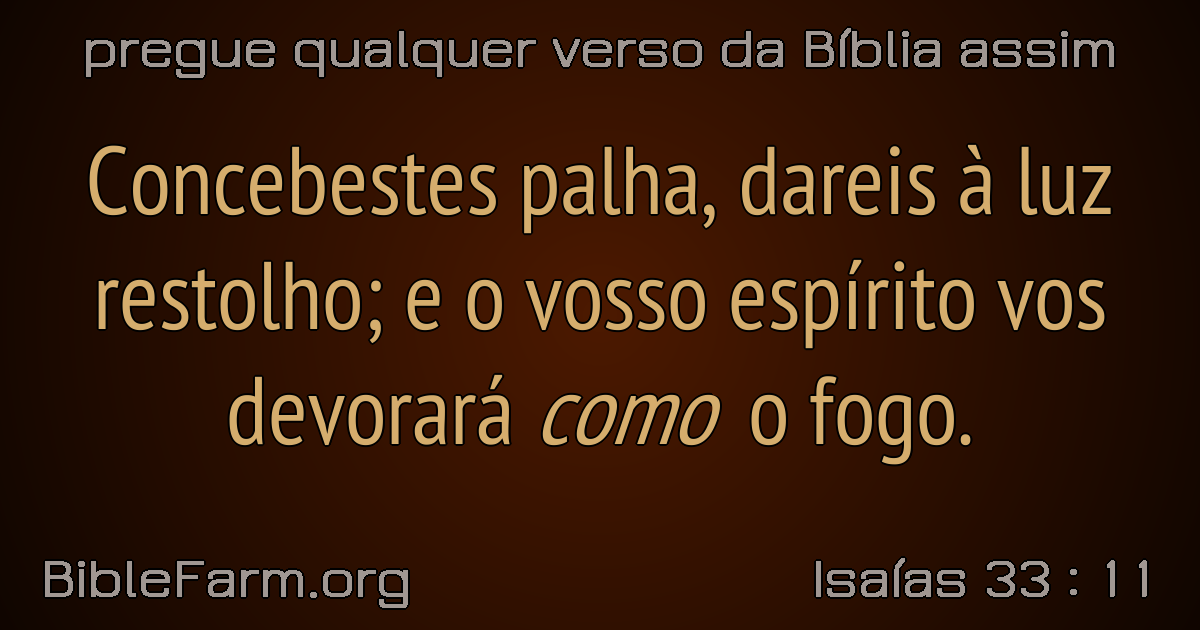 pregue qualquer verso da Bíblia assim
Concebestes palha, dareis à luz
restolho; e o vosso espírito vos
devorará como o fogo.
BibleFarm.org
Isaías 33 : 11